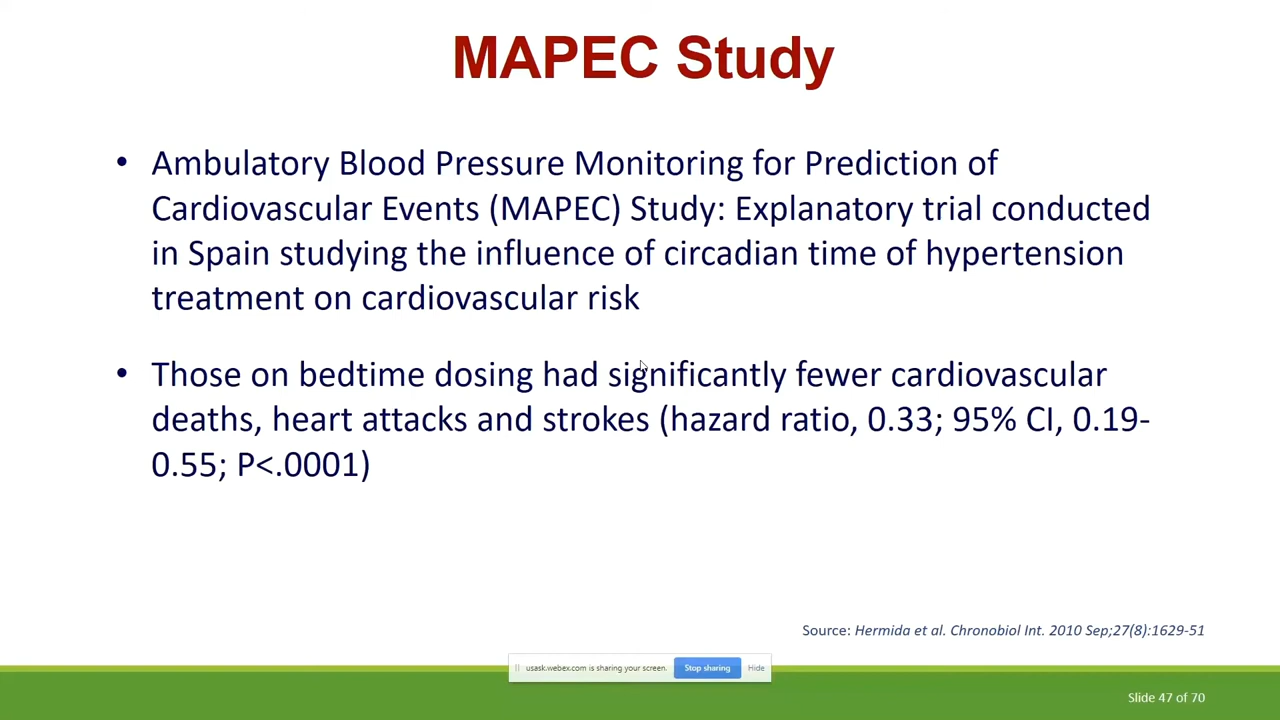 MAPEC Study
• Ambulatory Blood Pressure Monitoring for Prediction of
Cardiovascular Events (MAPEC) Study: Explanatory trial conducted
in Spain studying the influence of circadian time of hypertension
treatment on cardiovascular risk
• Those on bedtime dosing had significantly fewer cardiovascular
deaths, heart attacks and strokes (hazard ratio, 0.33; 95% CI, 0.19-
0.55; P<.0001)
Source: Hermida et al. Chronobiol Int. 2010 Sep;27(8):1629-51
usask.webex.com is sharing your screen. Stop sharing Hide
Slide 47 of 70